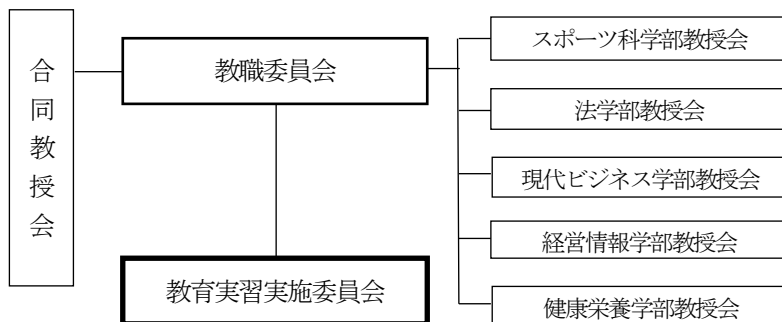 合同教授会
教職委員会
教育実習実施委員会
スポーツ科学部教授会
法学部教授会
現代ビジネス学部教授会
経営情報学部教授会
健康栄養学部教授会